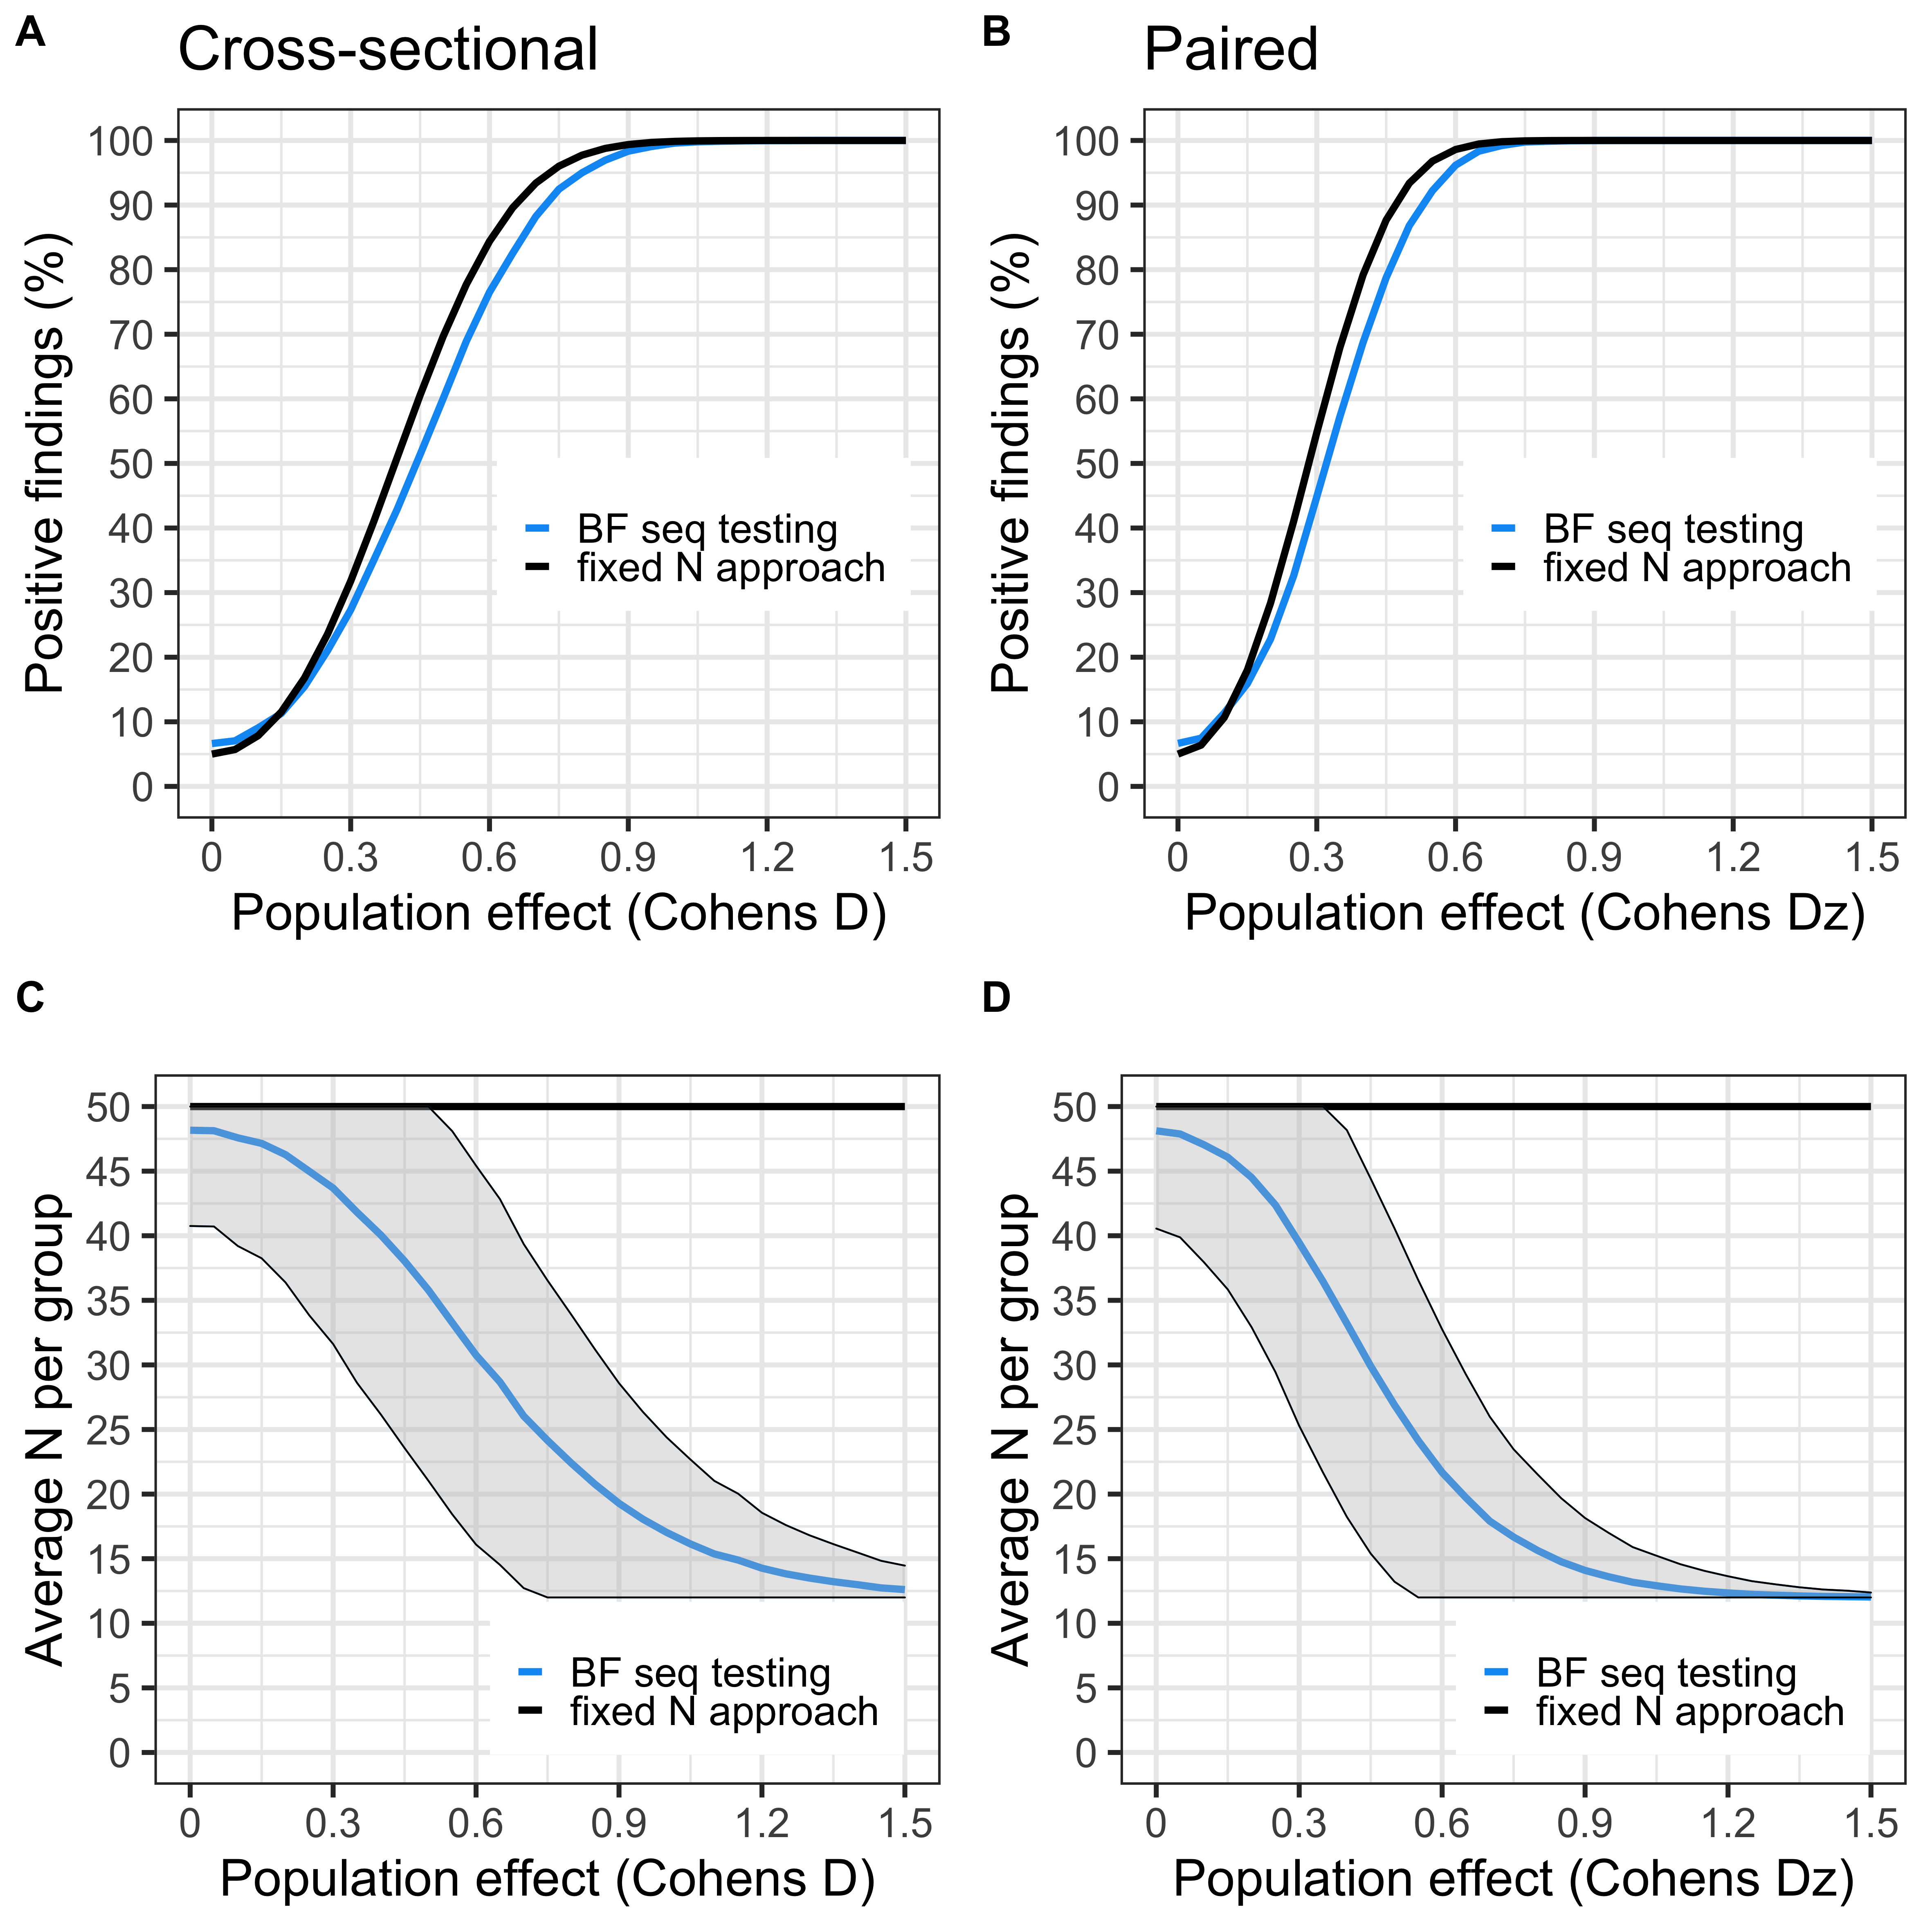 A
Cross-sectional
Positive findings (%)
100
90
80
70
60
50
40
30
20
10
0
BF seq testing
fixed N approach
0 0.3 0.6 0.9 1.2 1.5
Population effect (Cohens D)
B
Paired
Positive findings (%)
100
90
80
70
60
50
40
30
20
10
0
BF seq testing
fixed N approach
0 0.3 0.6 0.9 1.2 1.5
Population effect (Cohens Dz)
C
Average N per group
50
45
40
35
30
25
20
15
10
5
0
BF seq testing
fixed N approach
0 0.3 0.6 0.9 1.2 1.5
Population effect (Cohens D)
D
Average N per group
50
45
40
35
30
25
20
15
10
5
0
BF seq testing
fixed N approach
0 0.3 0.6 0.9 1.2 1.5
Population effect (Cohens Dz)